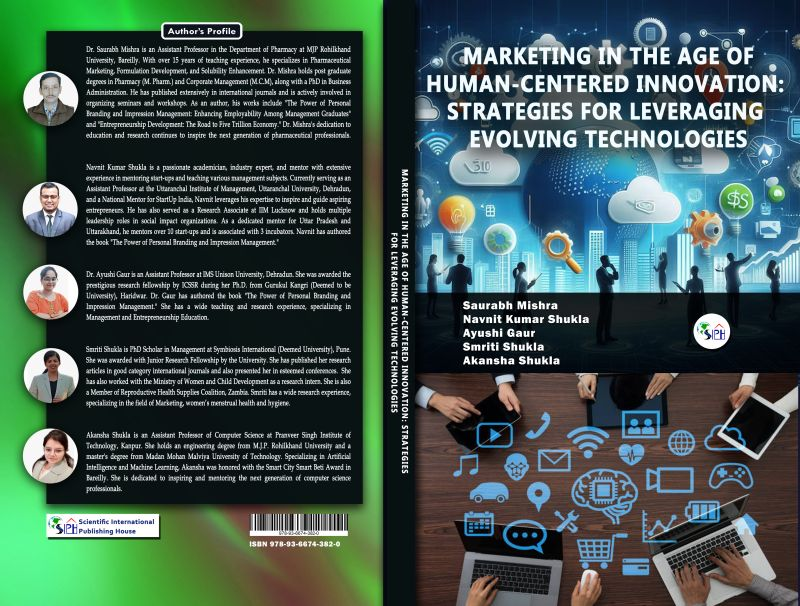 Author's Profile
Dr. Saurabh Mishra is an Assistant Professor in the Department of Pharmacy at MJP Rohilkhand
University, Bareilly. With over 15 years of teaching experience, he specializes in Pharmaceutical
Marketing, Formulation Development, and Solubility Enhancement. Dr. Mishra holds post graduate
degrees in Pharmacy (M. Pharm.) and Corporate Management (M.C.M), along with a PhD in Business
Administration. He has published extensively in international journals and is actively involved in
organizing seminars and workshops. As an author, his works include "The Power of Personal
Branding and Impression Management: Enhancing Employability Among Management Graduates"
and "Entrepreneurship Development: The Road to Five Trillion Economy." Dr. Mishra's dedication to
education and research continues to inspire the next generation of pharmaceutical professionals.
Navnit Kumar Shukla is a passionate academician, industry expert, and mentor with extensive
experience in mentoring start-ups and teaching various management subjects. Currently serving as an
Assistant Professor at the Uttaranchal Institute of Management, Uttaranchal University, Dehradun,
and a National Mentor for StartUp India, Navnit leverages his expertise to inspire and guide aspiring
entrepreneurs. He has also served as a Research Associate at IIM Lucknow and holds multiple
leadership roles in social impact organizations. As a dedicated mentor for Uttar Pradesh and
Uttarakhand, he mentors over 10 start-ups and is associated with 3 incubators. Navnit has authored
the book "The Power of Personal Branding and Impression Management."
Dr. Ayushi Gaur is an Assistant Professor at IMS Unison University, Dehradun. She was awarded the
prestigious research fellowship by ICSSR during her Ph.D. from Gurukul Kangri (Deemed to be
University), Haridwar. Dr. Gaur has authored the book "The Power of Personal Branding and
Impression Management." She has a wide teaching and research experience, specializing in
Management and Entrepreneurship Education.
Smriti Shukla is PhD Scholar in Management at Symbiosis International (Deemed University), Pune.
She was awarded with Junior Research Fellowship by the University. She has published her research
articles in good category international journals and also presented her in esteemed conferences. She
has also worked with the Ministry of Women and Child Development as a research intern. She is also
a Member of Reproductive Health Supplies Coalition, Zambia. Smriti has a wide research experience,
specializing in the field of Marketing, women's menstrual health and hygiene.
Akansha Shukla is an Assistant Professor of Computer Science at Pranveer Singh Institute of
Technology, Kanpur. She holds an engineering degree from M.J.P. Rohilkhand University and a
master's degree from Madan Mohan Malviya University of Technology. Specializing in Artificial
Intelligence and Machine Learning, Akansha was honored with the Smart City Smart Beti Award in
Bareilly. She is dedicated to inspiring and mentoring the next generation of computer science
professionals.
SIPH
Scientific International
Publishing House
978-93-6674-382-0
ISBN 978-93-6674-382-0
MARKETING IN THE AGE OF HUMAN-CENTERED INNOVATION: STRATEGIES
FOR LEVERAGING EVOLVING TECHNOLOGIES
MARKETING IN THE AGE OF
HUMAN-CENTERED INNOVATION:
STRATEGIES FOR LEVERAGING
EVOLVING TECHNOLOGIES
310
$
Saurabh Mishra
Navnit Kumar Shukla
Ayushi Gaur
Smriti Shukla
Akansha Shukla
SIPH